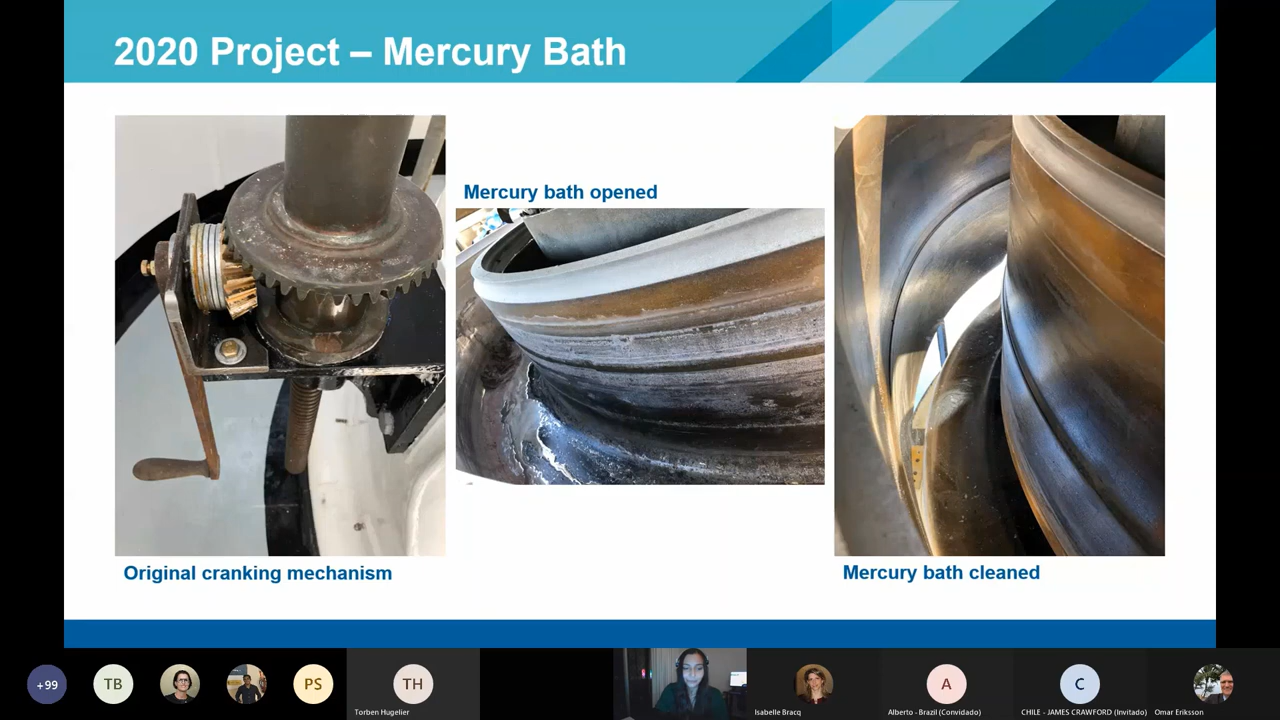 2020 Project – Mercury Bath
Mercury bath opened
Original cranking mechanism
Mercury bath cleaned
+99
TB
PS
TH
Torben Hugelier
Isabelle Bracq
A
Alberto - Brazil (Convidado)
C
CHILE - JAMES CRAWFORD (Invitado)
Omar Eriksson